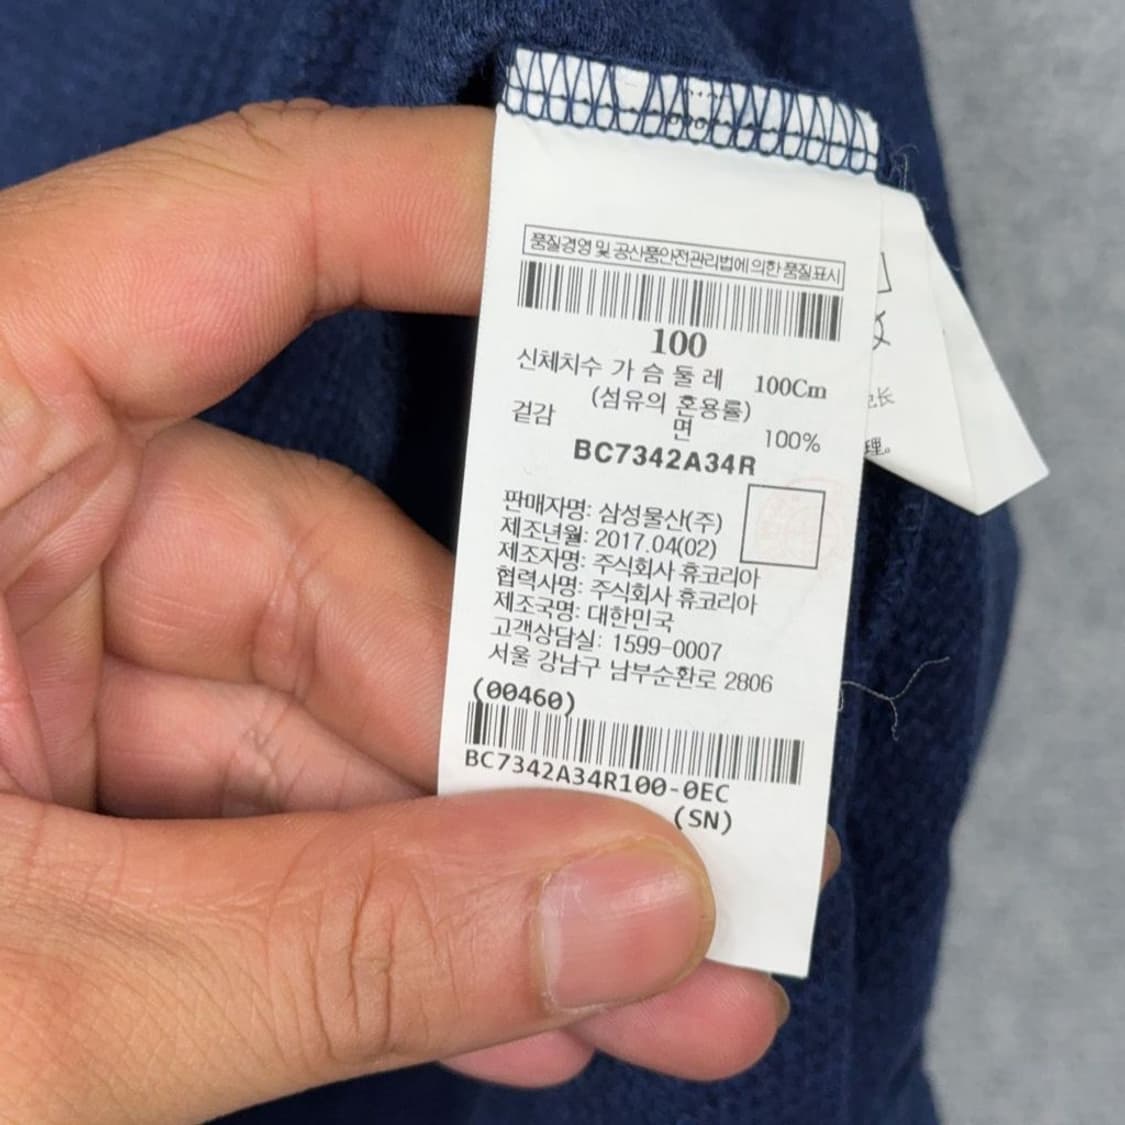 품질경영 및 공산품안전관리법에 의한 품질표시
100
신체치수 가 슴 둘 레 100Cm
(섬유의 혼용률)
겉감 면 100%
BC7342A34R
판매자명: 삼성물산(주)
제조년월: 2017.04(02)
제조자명: 주식회사 휴코리아
협력사명: 주식회사 휴코리아
제조국명: 대한민국
고객상담실: 1599-0007
서울 강남구 남부순환로 2806
(00460)
BC7342A34R100-0EC
(SN)
长
理。